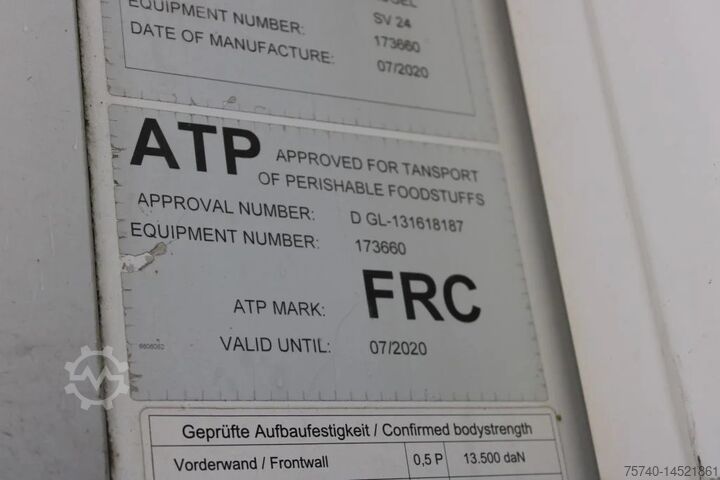 EQUIPMENT NUMBER: SV 24
DATE OF MANUFACTURE: 173660
07/2020
ATP APPROVED FOR TANSPORT
OF PERISHABLE FOODSTUFFS
APPROVAL NUMBER: D GL-131618187
EQUIPMENT NUMBER: 173660
ATP MARK: FRC
VALID UNTIL: 07/2020
6606062
Geprüfte Aufbaufestigkeit / Confirmed bodystrength
Vorderwand / Frontwall 0,5 P 13.500 daN
75740-14521861